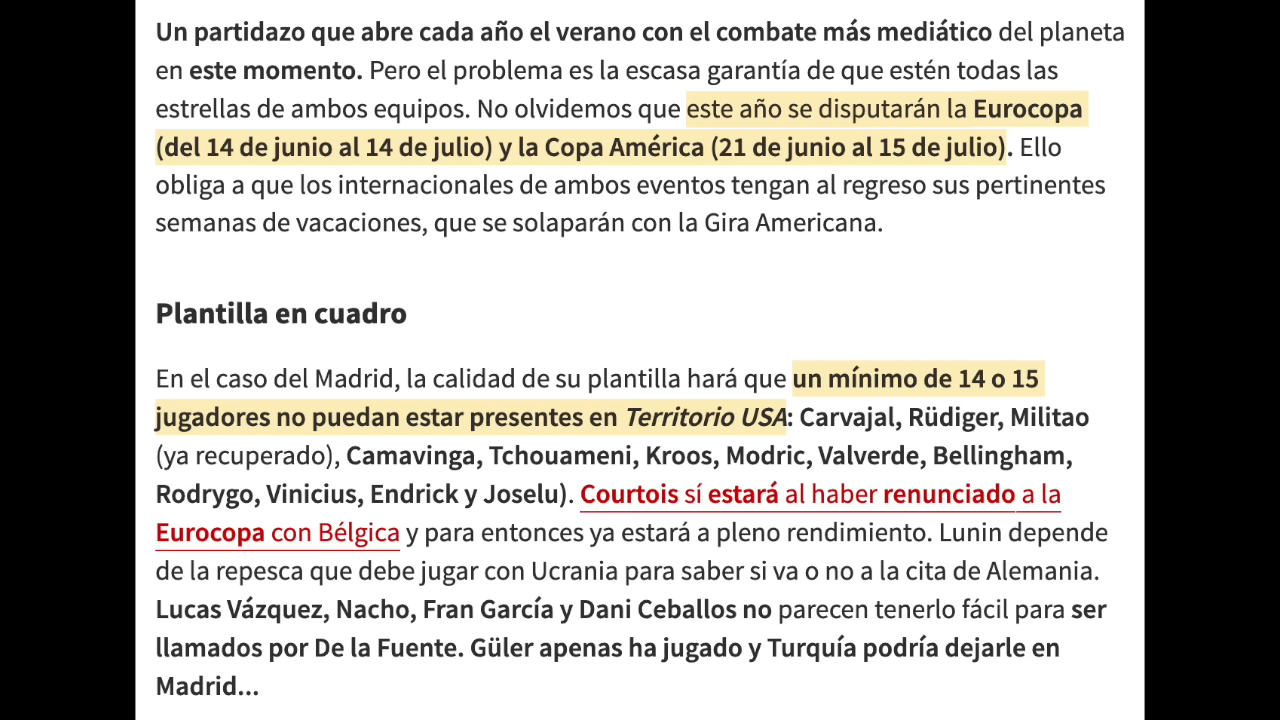 Un partidazo que abre cada año el verano con el combate más mediático del planeta
en este momento. Pero el problema es la escasa garantía de que estén todas las
estrellas de ambos equipos. No olvidemos que este año se disputarán la Eurocopa
(del 14 de junio al 14 de julio) y la Copa América (21 de junio al 15 de julio). Ello
obliga a que los internacionales de ambos eventos tengan al regreso sus pertinentes
semanas de vacaciones, que se solaparán con la Gira Americana.
Plantilla en cuadro
En el caso del Madrid, la calidad de su plantilla hará que un mínimo de 14 o 15
jugadores no puedan estar presentes en Territorio USA: Carvajal, Rüdiger, Militao
(ya recuperado), Camavinga, Tchouameni, Kroos, Modric, Valverde, Bellingham,
Rodrygo, Vinicius, Endrick y Joselu). Courtois sí estará al haber renunciado a la
Eurocopa con Bélgica y para entonces ya estará a pleno rendimiento. Lunin depende
de la repesca que debe jugar con Ucrania para saber si va o no a la cita de Alemania.
Lucas Vázquez, Nacho, Fran García y Dani Ceballos no parecen tenerlo fácil para ser
llamados por De la Fuente. Güler apenas ha jugado y Turquía podría dejarle en
Madrid...